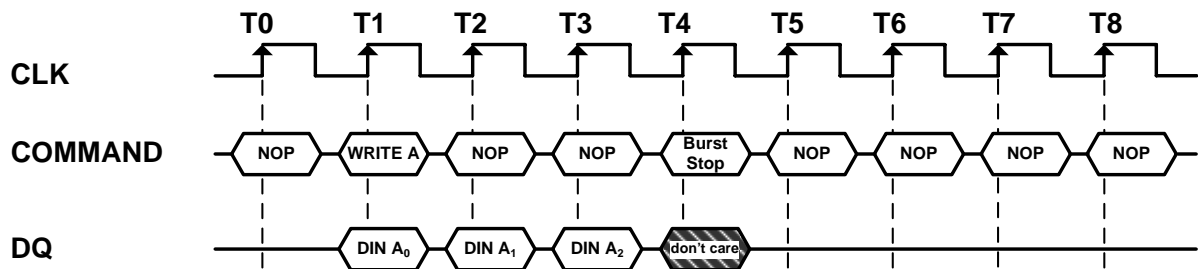 T0 T1 T2 T3 T4 T5 T6 T7 T8
CLK
COMMAND NOP WRITE A NOP NOP Burst Stop NOP NOP NOP NOP
DQ DIN A₀ DIN A₁ DIN A₂ don't care